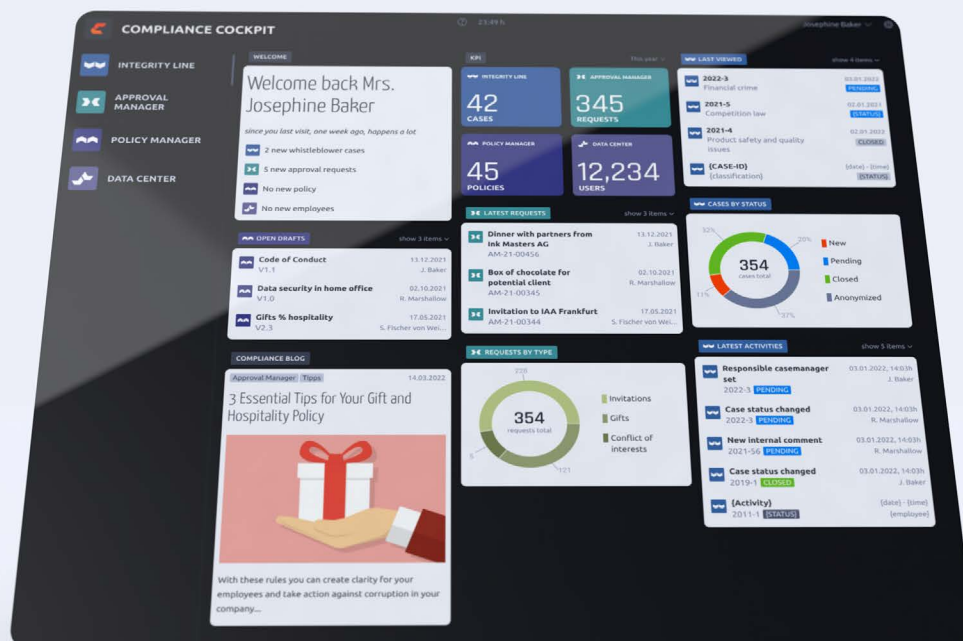 COMPLIANCE COCKPIT
23:49 h
Josephine Baker
INTEGRITY LINE
APPROVAL
MANAGER
POLICY MANAGER
DATA CENTER
WELCOME
Welcome back Mrs.
Josephine Baker
since you last visit, one week ago, happens a lot
2 new whistleblower cases
5 new approval requests
No new policy
No new employees
OPEN DRAFTS
show 3 items
Code of Conduct
13.12.2021
V1.1
J. Baker
Data security in home office
02.10.2021
V1.0
R. Marshallow
Gifts % hospitality
17.05.2021
V2.3
S. Fischer von Wei...
COMPLIANCE BLOG
Approval Manager
Tipps
14.03.2022
3 Essential Tips for Your Gift and
Hospitality Policy
With these rules you can create clarity for your
employees and take action against corruption in your
company...
KPI
This year
INTEGRITY LINE
42
CASES
APPROVAL MANAGER
345
REQUESTS
POLICY MANAGER
45
POLICIES
DATA CENTER
12,234
USERS
LATEST REQUESTS
show 3 items
Dinner with partners from
13.12.2021
Ink Masters AG
J. Baker
AM-21-00456
Box of chocolate for
02.10.2021
potential client
R. Marshallow
AM-21-00345
Invitation to IAA Frankfurt
17.05.2021
AM-21-00344
S. Fischer von Wei...
REQUESTS BY TYPE
228
354
requests total
5
121
Invitations
Gifts
Conflict of
interests
LAST VIEWED
show 4 items
2022-3
03.01.2022
Financial crime
PENDING
2021-5
02.01.2021
Competition law
{STATUS}
2021-4
02.01.2021
Product safety and quality
CLOSED
issues
{CASE-ID}
{date} - {time}
{classification}
{STATUS}
CASES BY STATUS
32%
20%
354
cases total
11%
37%
New
Pending
Closed
Anonymized
LATEST ACTIVITIES
show 5 items
Responsible casemanager
03.01.2022, 14:03h
set
J. Baker
2022-3 PENDING
Case status changed
03.01.2022, 14:03h
2022-3 PENDING
R. Marshallow
New internal comment
03.01.2022, 14:03h
2021-56 PENDING
R. Marshallow
Case status changed
03.01.2022, 14:03h
2019-1 CLOSED
J. Baker
{Activity}
{date} - {time}
2011-1 {STATUS}
{employee}